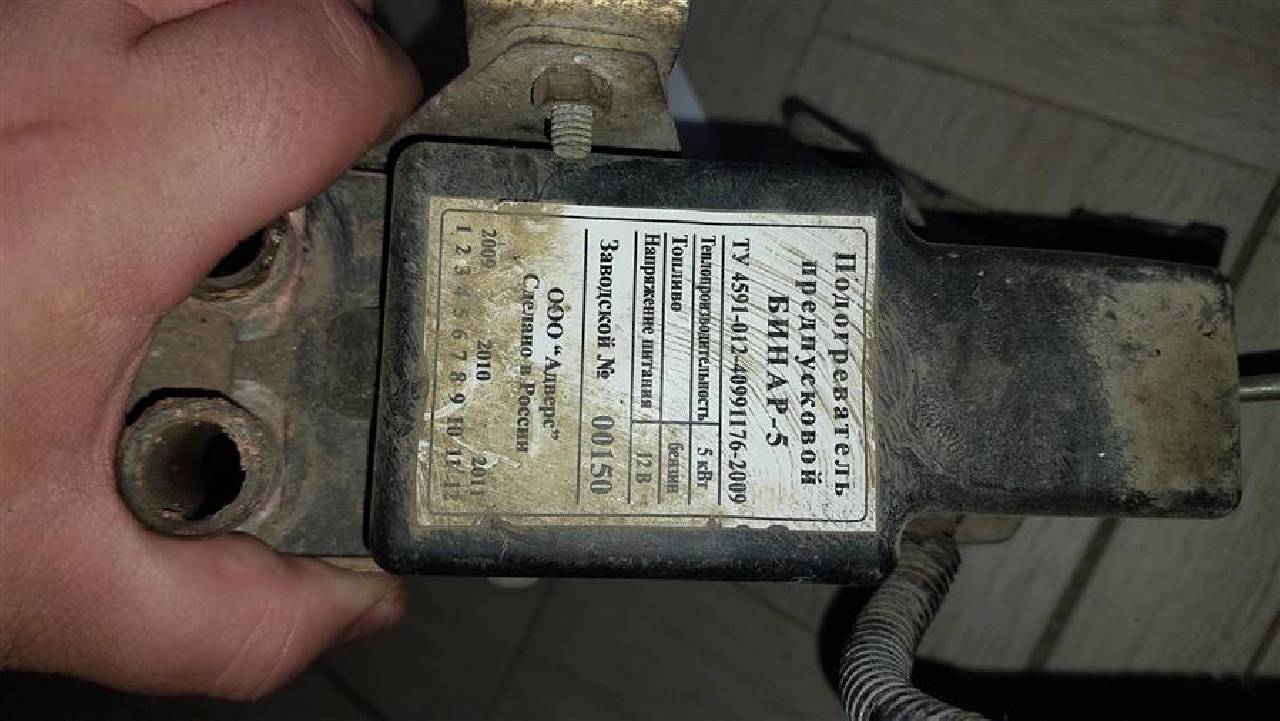 Подогреватель
предпусковой
БИНАР-5
ТУ 4591-012-40991176-2009
Теплопроизводительность 5 кВт
Топливо бензин
Напряжение питания 12 В
Заводской № 00150
ООО "Адверс"
Сделано в России
2009 2010 2011
1 2 3 4 5 6 7 8 9 10 11 12